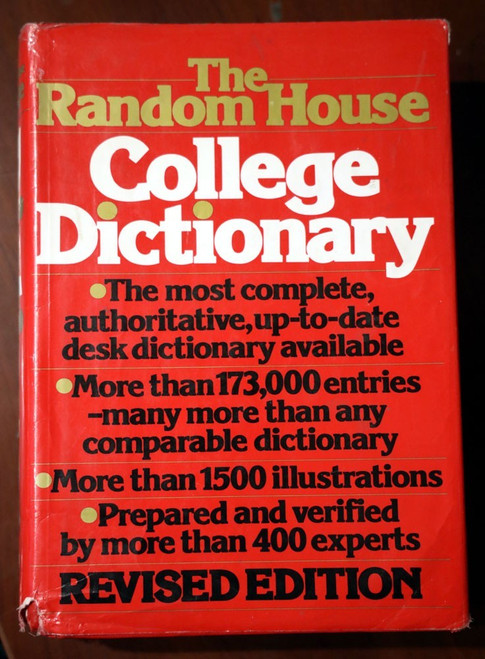 The
Random House
College
Dictionary
•The most complete,
authoritative,up-to-date
desk dictionary available
•More than 173,000 entries
–many more than any
comparable dictionary
•More than 1500 illustrations
•Prepared and verified
by more than 400 experts
REVISED EDITION